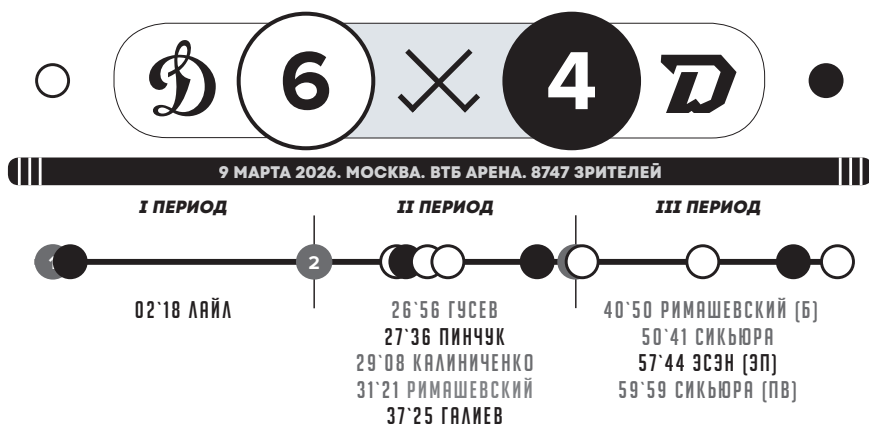 6 4
9 МАРТА 2026. МОСКВА. ВТБ АРЕНА. 8747 ЗРИТЕЛЕЙ
I ПЕРИОД
II ПЕРИОД
III ПЕРИОД
1
2
02`18 ЛАЙЛ
26`56 ГУСЕВ
27`36 ПИНЧУК
29`08 КАЛИНИЧЕНКО
31`21 РИМАШЕВСКИЙ
37`25 ГАЛИЕВ
40`50 РИМАШЕВСКИЙ (Б)
50`41 СИКЬЮРА
57`44 ЭСЭН (ЭП)
59`59 СИКЬЮРА (ПВ)